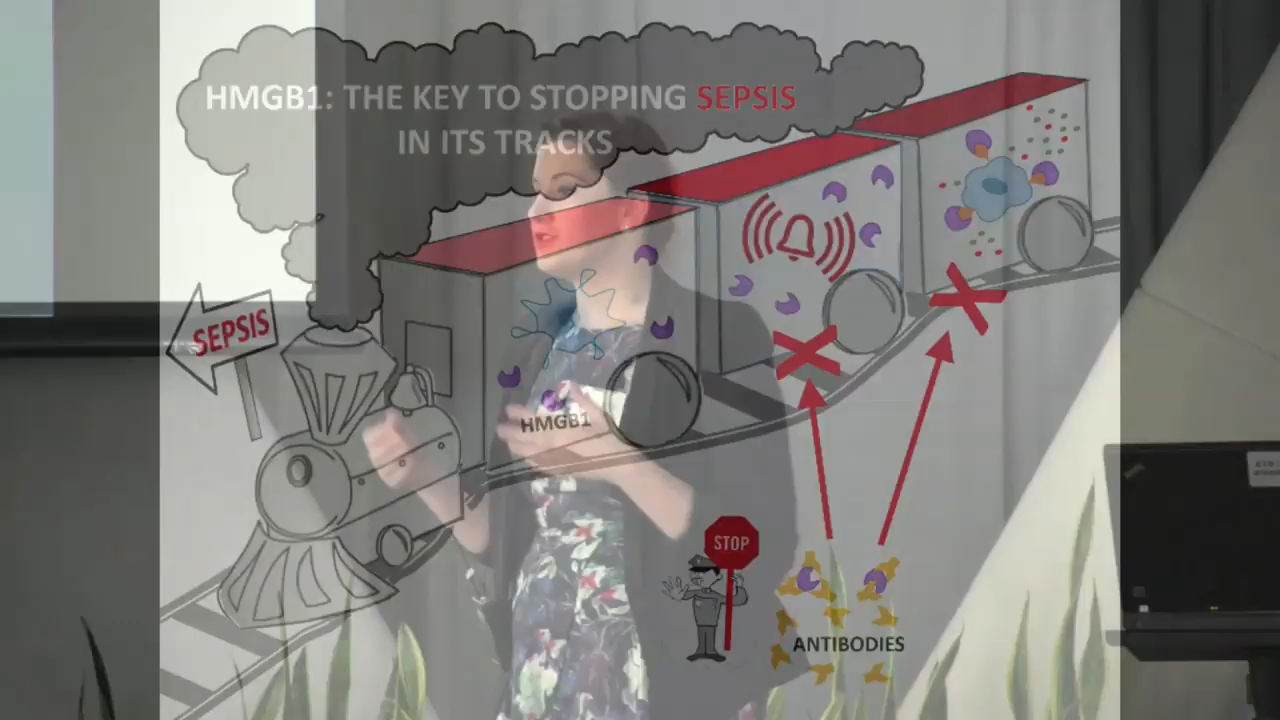 HMGB1: THE KEY TO STOPPING SEPSIS
IN ITS TRACKS
SEPSIS
HMGB1
STOP
ANTIBODIES